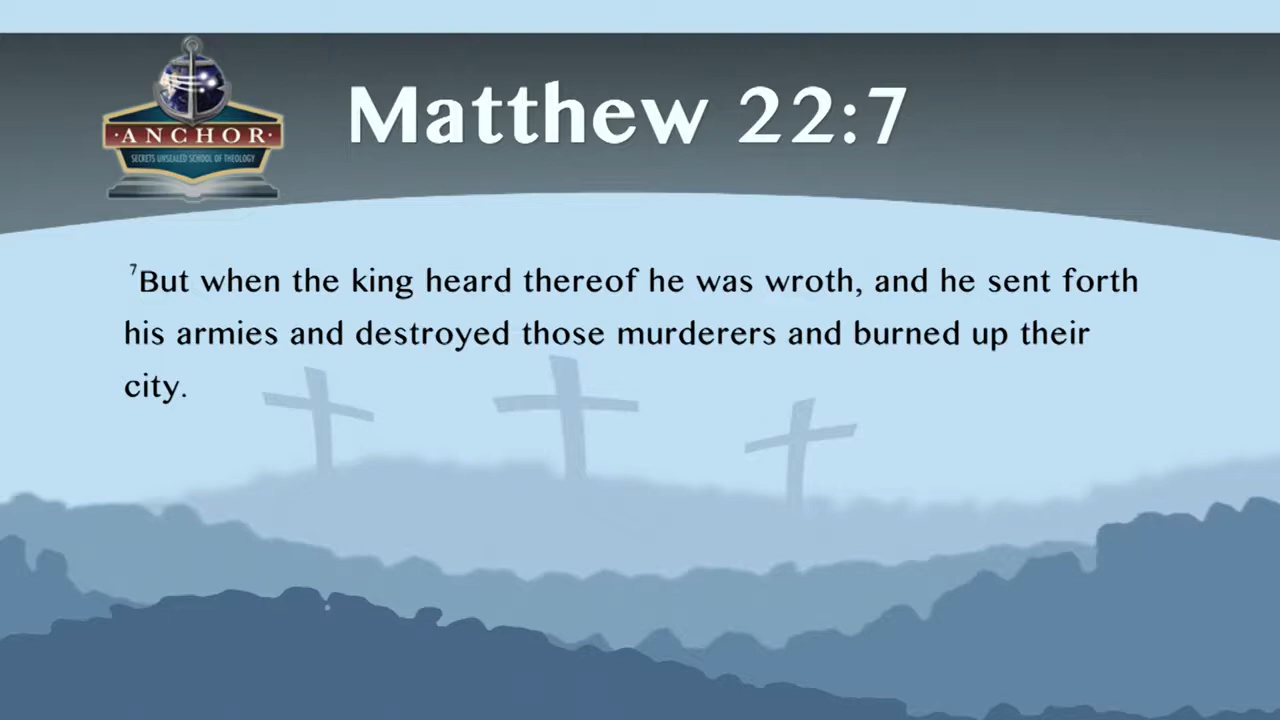 Matthew 22:7
·ANCHOR·
SECRETS UNSEALED SCHOOL OF THEOLOGY
7But when the king heard thereof he was wroth, and he sent forth
his armies and destroyed those murderers and burned up their
city.